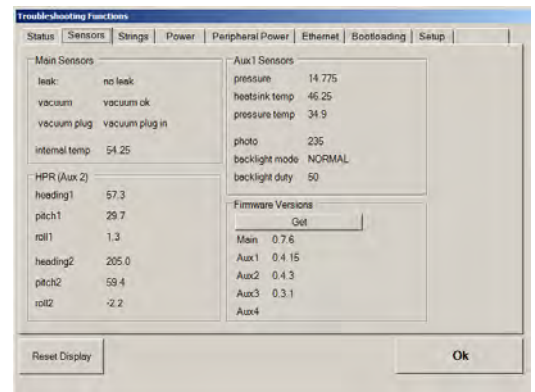 Troubleshooting Functions
Status Sensors Strings Power Peripheral Power Ethernet Bootloading Setup
Main Sensors
leak: no leak
vacuum vacuum ok
vacuum plug vacuum plug in
internal temp 54.25
HPR (Aux 2)
heading1 57.3
pitch1 29.7
roll1 1.3
heading2 205.0
pitch2 59.4
roll2 -2.2
Aux1 Sensors
pressure 14.775
heatsink temp 46.25
pressure temp 34.9
photo 235
backlight mode NORMAL
backlight duty 50
Firmware Versions
Get
Main 0.7.6
Aux1 0.4.15
Aux2 0.4.3
Aux3 0.3.1
Aux4
Reset Display
Ok